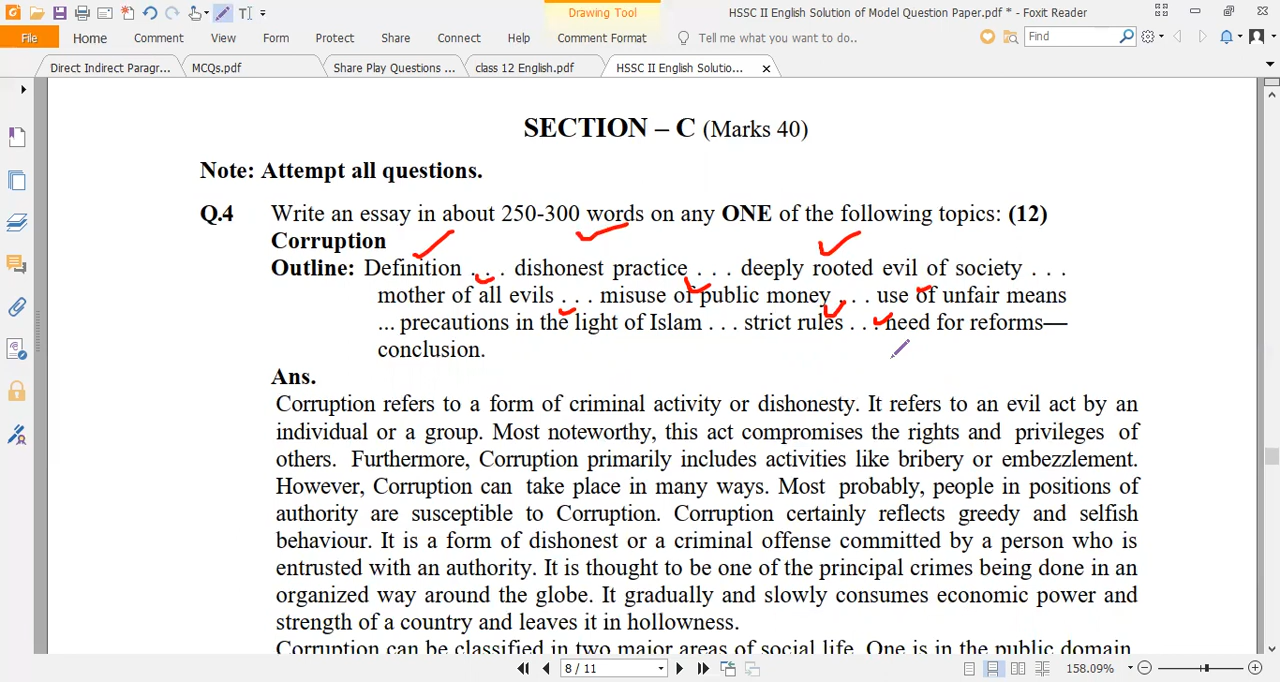 Drawing Tool
HSSC II English Solution of Model Question Paper.pdf * - Foxit Reader
File Home Comment View Form Protect Share Connect Help Comment Format Tell me what you want to do.. Find
Direct Indirect Paragr... MCQs.pdf Share Play Questions ... class 12 English.pdf HSSC II English Solutio... ×
SECTION – C (Marks 40)
Note: Attempt all questions.
Q.4 Write an essay in about 250-300 words on any ONE of the following topics: (12)
Corruption
Outline: Definition . . . dishonest practice . . . deeply rooted evil of society . . .
mother of all evils . . . misuse of public money . . . use of unfair means
... precautions in the light of Islam . . . strict rules . . . need for reforms—
conclusion.
Ans.
Corruption refers to a form of criminal activity or dishonesty. It refers to an evil act by an
individual or a group. Most noteworthy, this act compromises the rights and privileges of
others. Furthermore, Corruption primarily includes activities like bribery or embezzlement.
However, Corruption can take place in many ways. Most probably, people in positions of
authority are susceptible to Corruption. Corruption certainly reflects greedy and selfish
behaviour. It is a form of dishonest or a criminal offense committed by a person who is
entrusted with an authority. It is thought to be one of the principal crimes being done in an
organized way around the globe. It gradually and slowly consumes economic power and
strength of a country and leaves it in hollowness.
Corruption can be classified in two major areas of social life. One is in the public domain,
8 / 11 158.09%